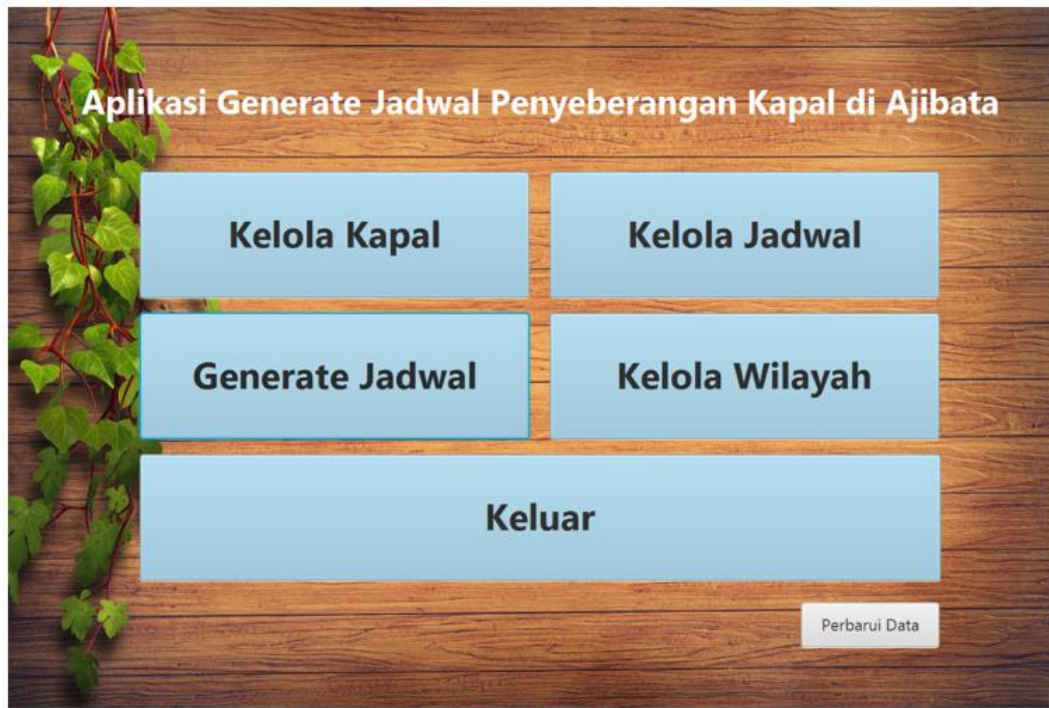 Aplikasi Generate Jadwal Penyeberangan Kapal di Ajibata
Kelola Kapal
Kelola Jadwal
Generate Jadwal
Kelola Wilayah
Keluar
Perbarui Data